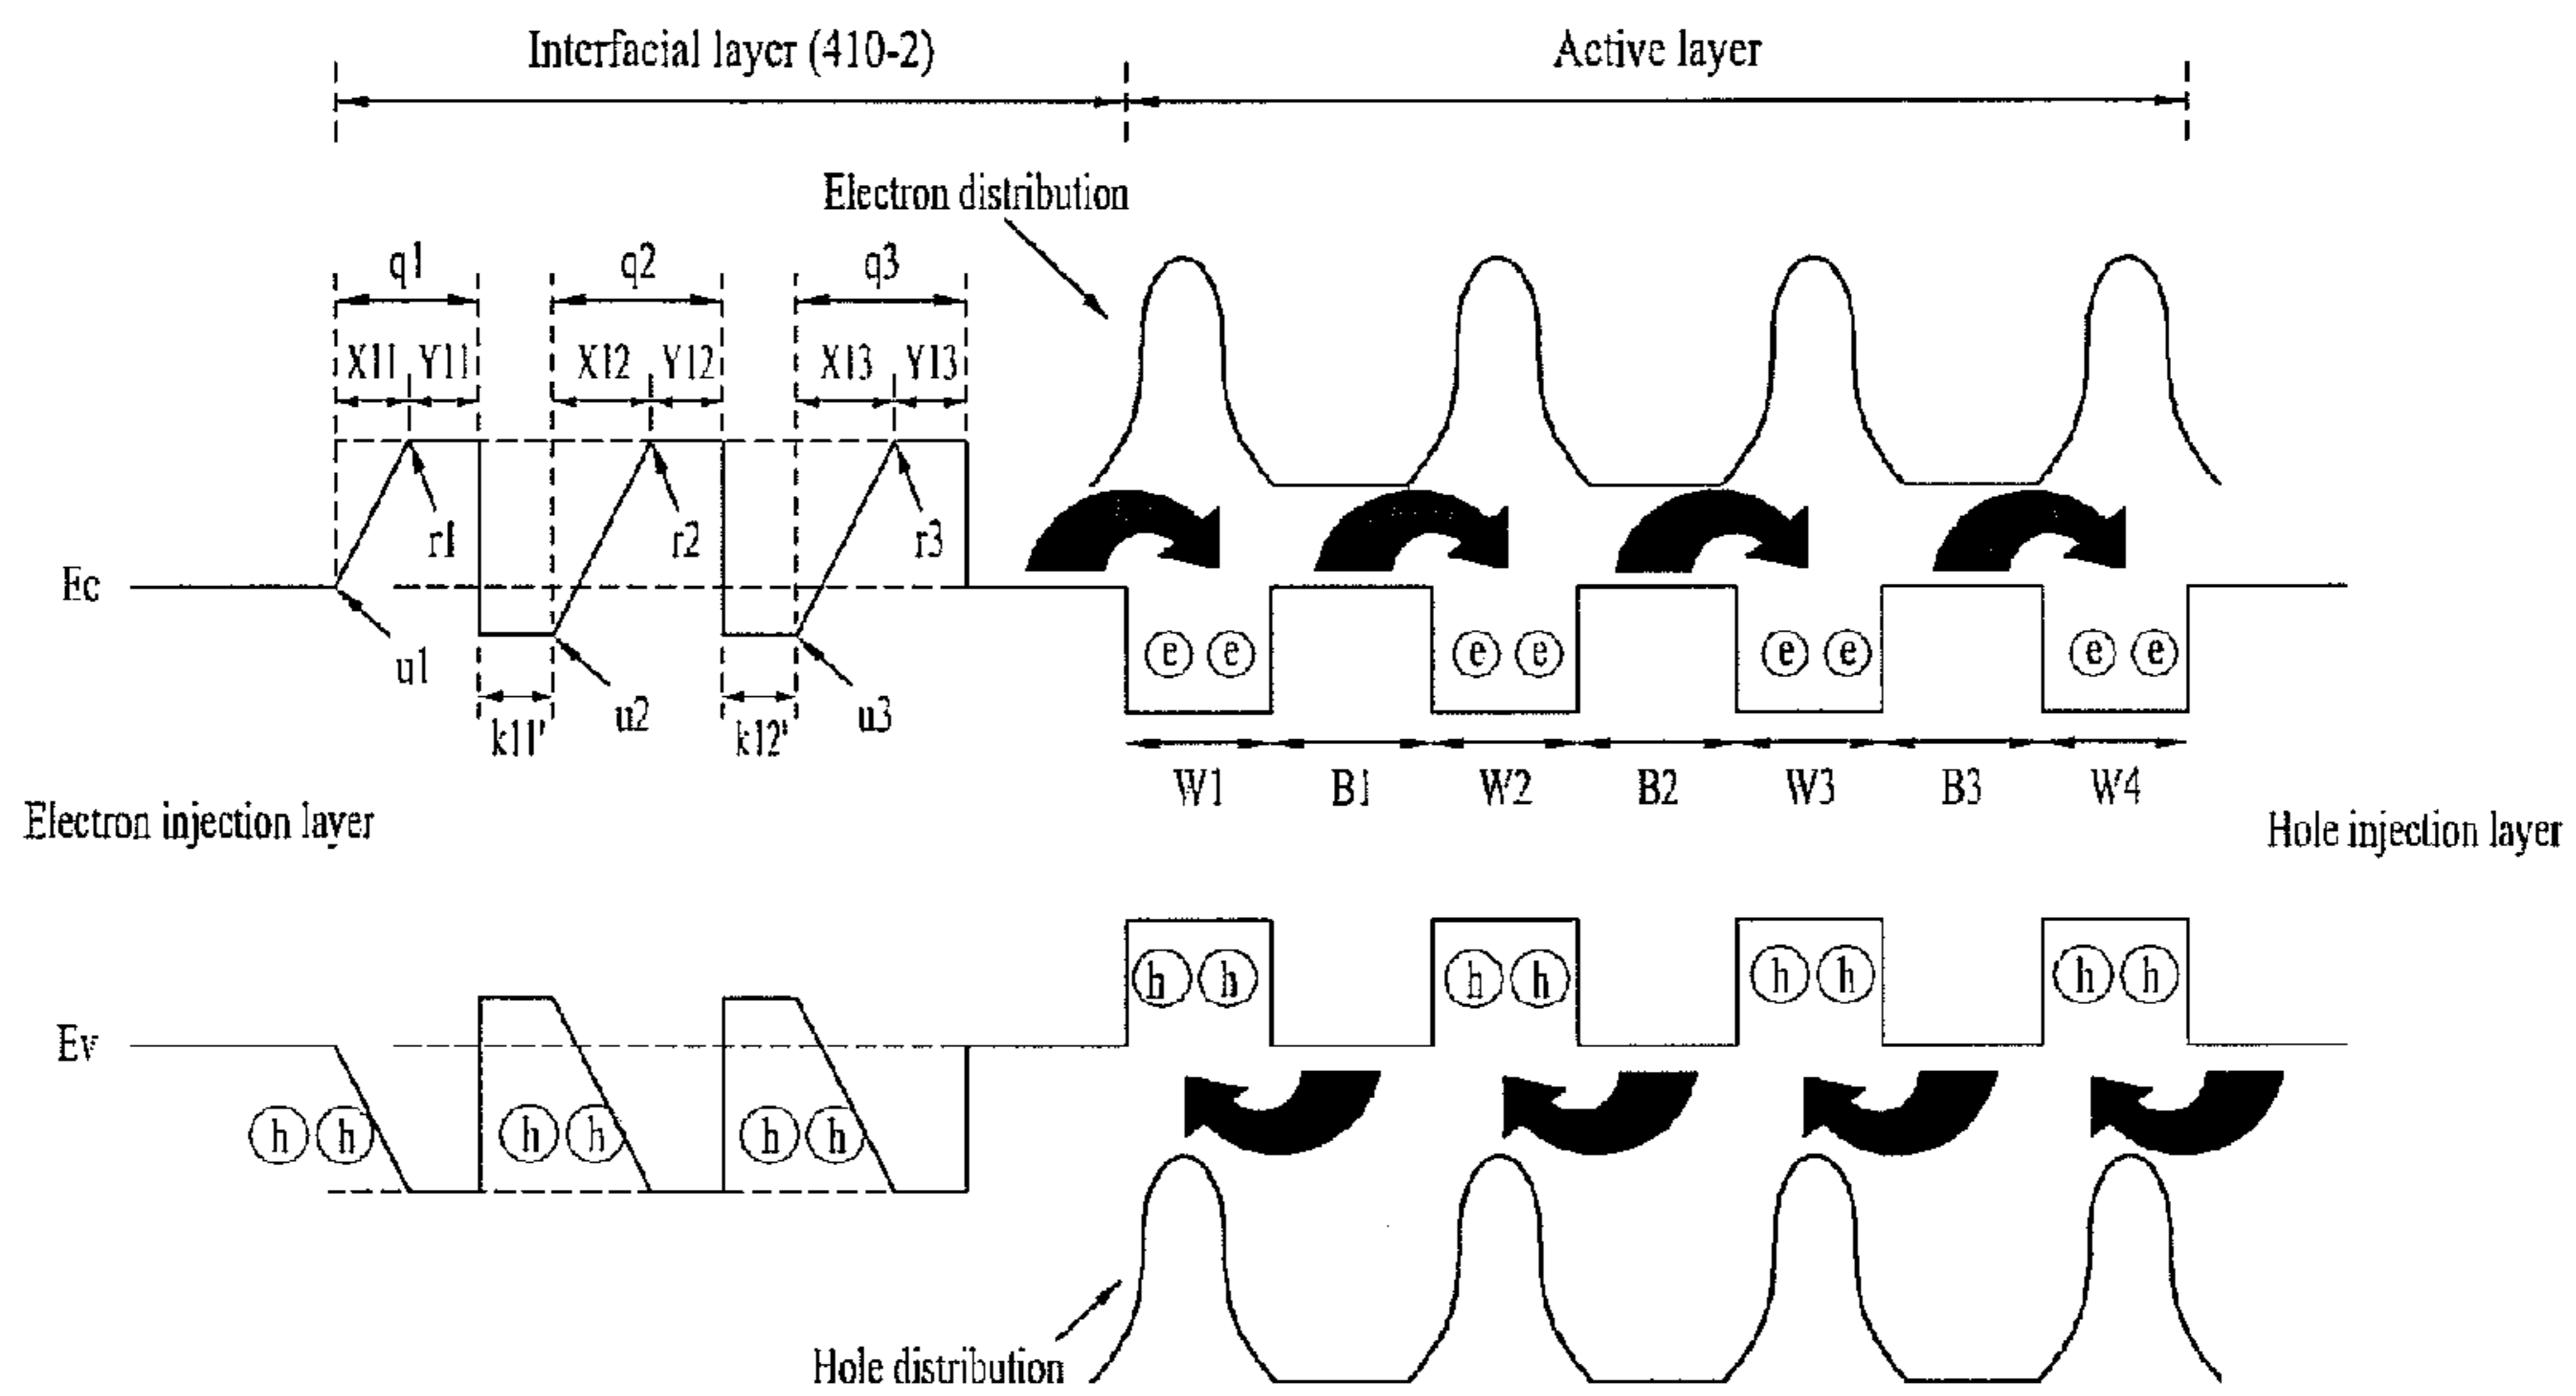 Interfacial layer (410-2) Active layer
Electron distribution
q1 q2 q3
X11 Y11 X12 Y12 X13 Y13
r1 r2 r3
Ec
u1 u2 u3
e e e e e e e e
k11' k12'
W1 B1 W2 B2 W3 B3 W4
Electron injection layer Hole injection layer
h h h h h h h h
Ev
h h h h h h
Hole distribution